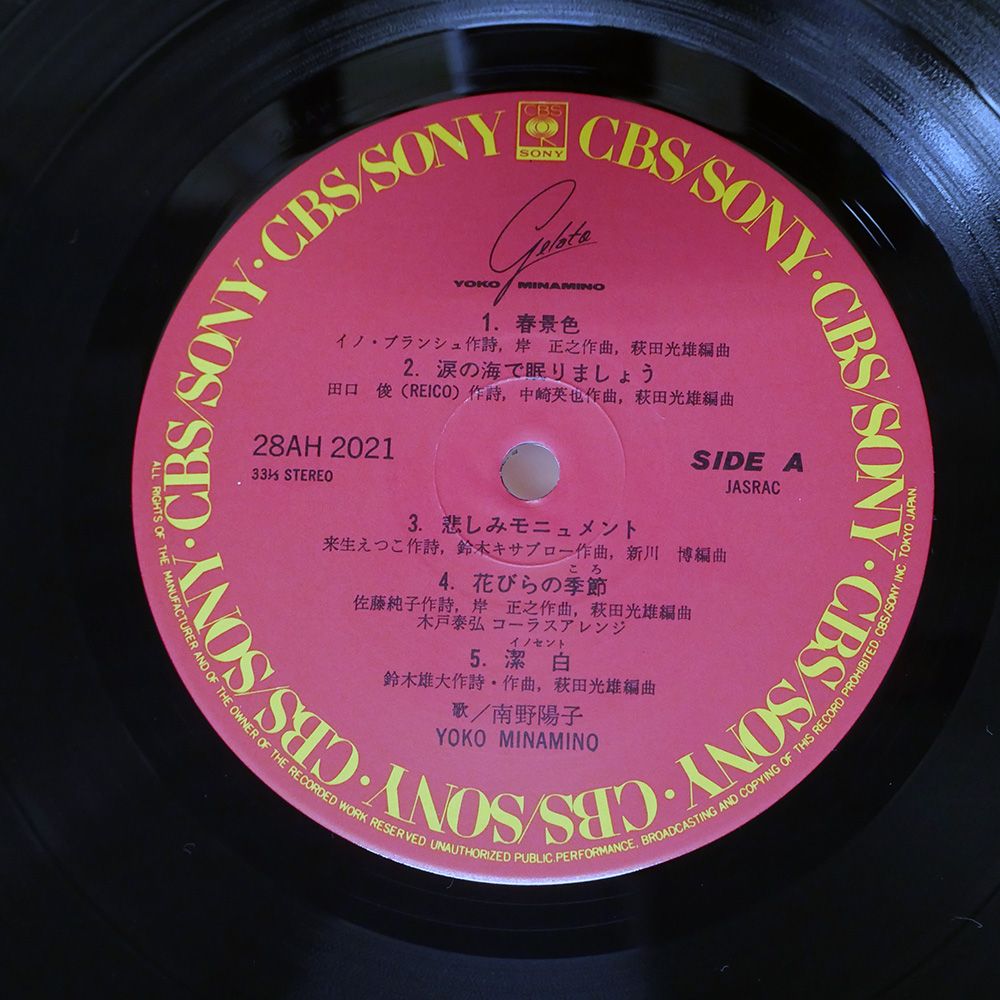 CBS
SONY
CBS/SONY · CBS/SONY · CBS/SONY · CBS/SONY · CBS/SONY · CBS/SONY · CBS/SONY · CBS/SONY
Gelato
YOKO MINAMINO
1. 春景色
イノ・ブランシュ作詩, 岸 正之作曲, 萩田光雄編曲
2. 涙の海で眠りましょう
田口 俊 (REICO) 作詩, 中崎英也作曲, 萩田光雄編曲
28AH 2021
33⅓ STEREO
SIDE A
JASRAC
3. 悲しみモニュメント
来生えつこ作詩, 鈴木キサブロー作曲, 新川 博編曲
ころ
4. 花びらの季節
佐藤純子作詩, 岸 正之作曲, 萩田光雄編曲
木戸泰弘 コーラスアレンジ
イノセント
5. 潔白
鈴木雄大作詩・作曲, 萩田光雄編曲
歌/南野陽子
YOKO MINAMINO
ALL RIGHTS OF THE MANUFACTURER AND OF THE OWNER OF THE RECORDED WORK RESERVED UNAUTHORIZED PUBLIC.PERFORMANCE, BROADCASTING AND COPYING OF THIS RECORD PROHIBITED. CBS/SONY INC. TOKYO JAPAN